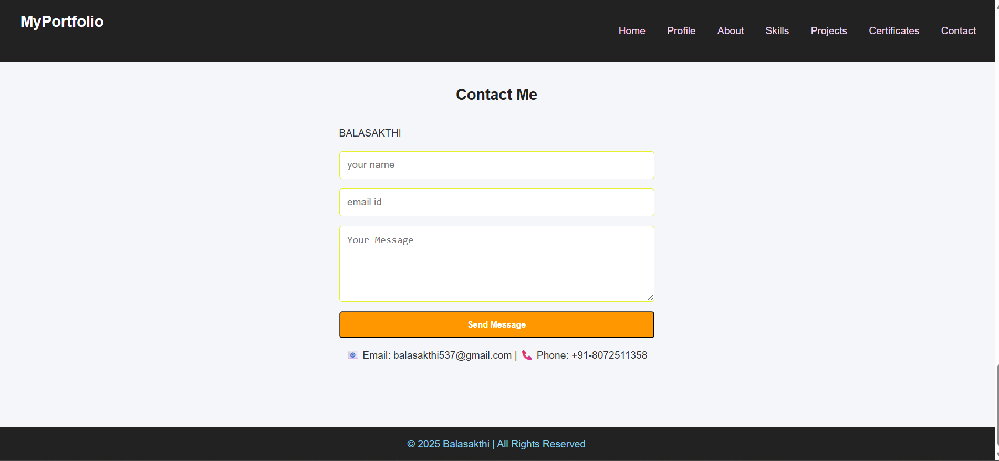 MyPortfolio
Home Profile About Skills Projects Certificates Contact
Contact Me
BALASAKTHI
your name
email id
Your Message
Send Message
Email: balasakthi537@gmail.com | Phone: +91-8072511358
© 2025 Balasakthi | All Rights Reserved